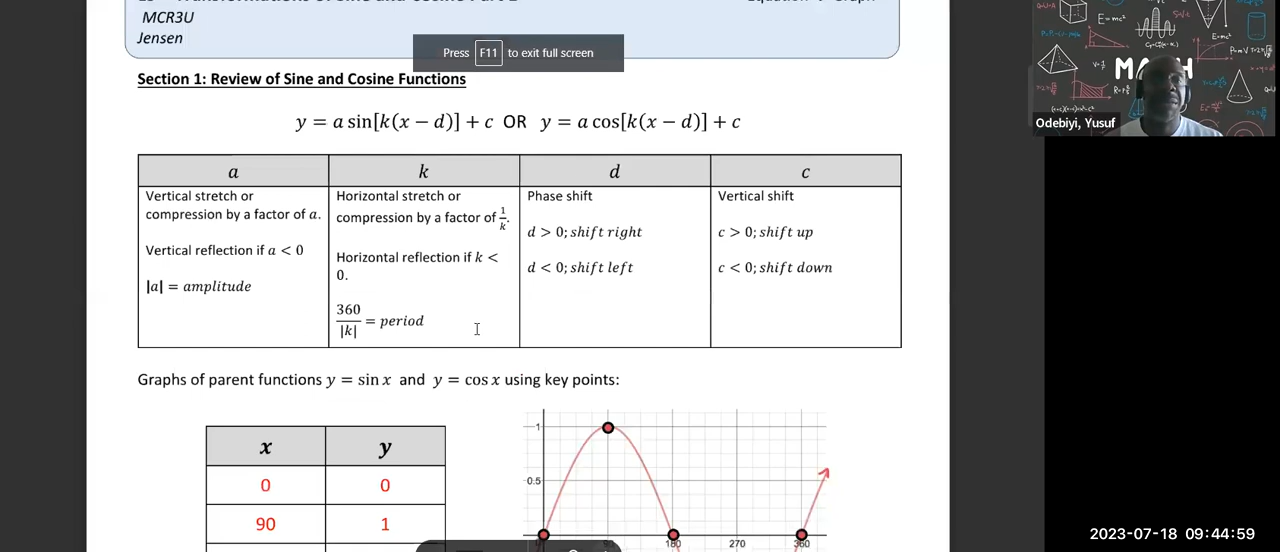 MCR3U
Jensen
Press F11 to exit full screen
Section 1: Review of Sine and Cosine Functions
y = a sin[k(x − d)] + c OR y = a cos[k(x − d)] + c
a k d c
Vertical stretch or
compression by a factor of a.
Vertical reflection if a < 0
|a| = amplitude
Horizontal stretch or
compression by a factor of 1/k.
Horizontal reflection if k <
0.
360/|k| = period
Phase shift
d > 0; shift right
d < 0; shift left
Vertical shift
c > 0; shift up
c < 0; shift down
Graphs of parent functions y = sin x and y = cos x using key points:
x y
0 0
90 1
1
0.5
180
270
360
E=mc²
MATH
Odebiyi, Yusuf
2023-07-18 09:44:59